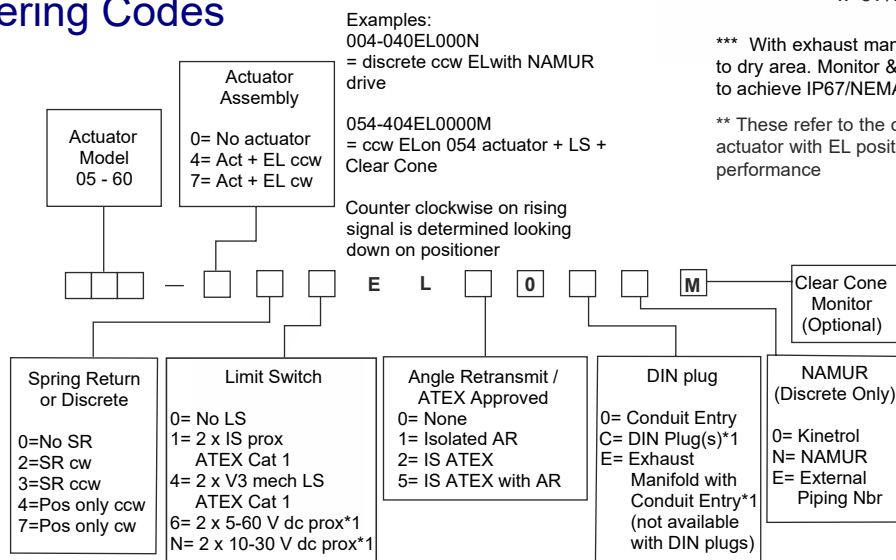 ering Codes
Examples:
004-040EL000N
= discrete ccw ELwith NAMUR
drive
054-404EL0000M
= ccw ELon 054 actuator + LS +
Clear Cone
Counter clockwise on rising
signal is determined looking
down on positioner
*** With exhaust man
to dry area. Monitor &
to achieve IP67/NEMA
** These refer to the
actuator with EL posit
performance
Actuator
Model
05 - 60
Actuator
Assembly
0= No actuator
4= Act + EL ccw
7= Act + EL cw
— E L 0 M
Clear Cone
Monitor
(Optional)
Spring Return
or Discrete
0=No SR
2=SR cw
3=SR ccw
4=Pos only ccw
7=Pos only cw
Limit Switch
0= No LS
1= 2 x IS prox
ATEX Cat 1
4= 2 x V3 mech LS
ATEX Cat 1
6= 2 x 5-60 V dc prox*1
N= 2 x 10-30 V dc prox*1
Angle Retransmit /
ATEX Approved
0= None
1= Isolated AR
2= IS ATEX
5= IS ATEX with AR
DIN plug
0= Conduit Entry
C= DIN Plug(s)*1
E= Exhaust
Manifold with
Conduit Entry*1
(not available
with DIN plugs)
NAMUR
(Discrete Only)
0= Kinetrol
N= NAMUR
E= External
Piping Nbr